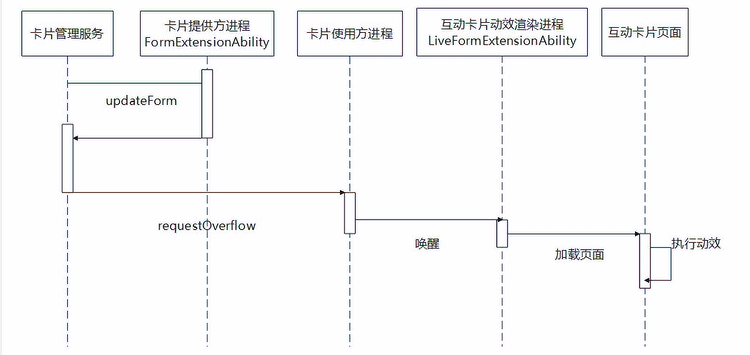 卡片管理服务
卡片提供方进程
FormExtensionAbility
卡片使用方进程
互动卡片动效渲染进程
LiveFormExtensionAbility
互动卡片页面
updateForm
requestOverflow
唤醒
加载页面
执行动效